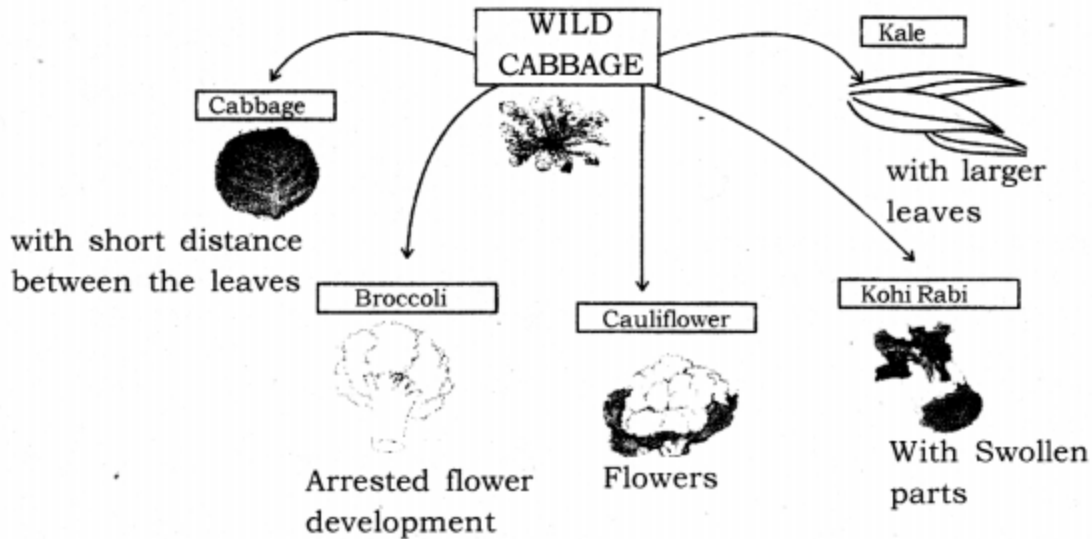 WILD
CABBAGE
Kale
Cabbage
with larger
leaves
with short distance
between the leaves
Broccoli
Cauliflower
Kohi Rabi
Arrested flower
development
Flowers
With Swollen
parts